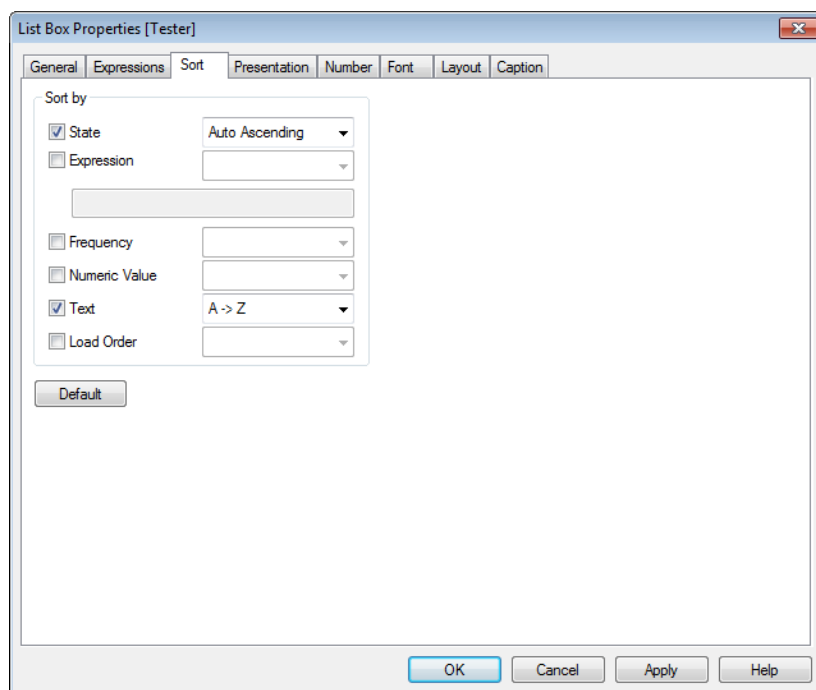 List Box Properties [Tester]
General Expressions Sort Presentation Number Font Layout Caption
Sort by
State Auto Ascending
Expression
Frequency
Numeric Value
Text A -> Z
Load Order
Default
OK Cancel Apply Help